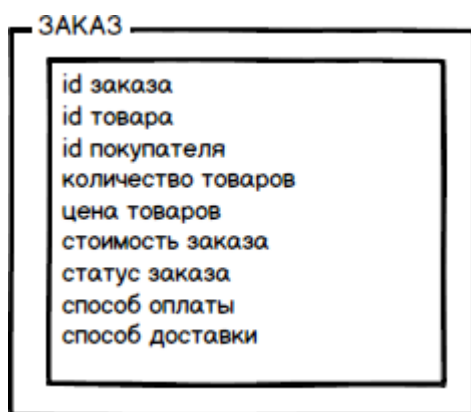 ЗАКАЗ
id заказа
id товара
id покупателя
количество товаров
цена товаров
стоимость заказа
статус заказа
способ оплаты
способ доставки